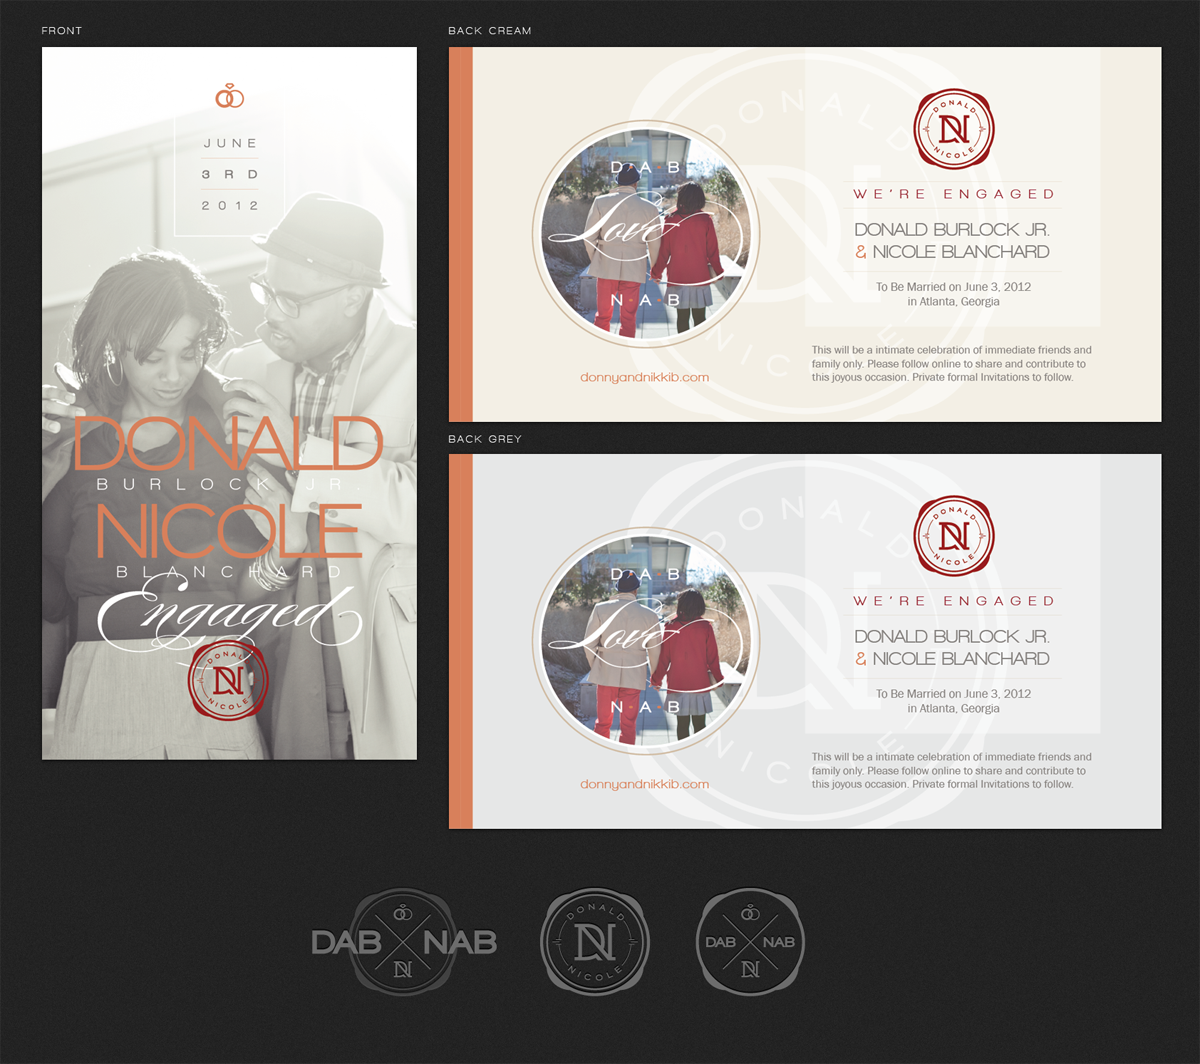 FRONT
JUNE
3RD
2012
DONALD
BURLOCK JR.
NICOLE
BLANCHARD
Engaged
DONALD
DN
NICOLE
BACK CREAM
D·A·B
Love
N·A·B
donnyandnikkib.com
DONALD
DN
NICOLE
DONALD
DN
NICOLE
WE'RE ENGAGED
DONALD BURLOCK JR.
& NICOLE BLANCHARD
To Be Married on June 3, 2012
in Atlanta, Georgia
This will be a intimate celebration of immediate friends and
family only. Please follow online to share and contribute to
this joyous occasion. Private formal Invitations to follow.
BACK GREY
D·A·B
Love
N·A·B
donnyandnikkib.com
DONALD
DN
NICOLE
DONALD
DN
NICOLE
WE'RE ENGAGED
DONALD BURLOCK JR.
& NICOLE BLANCHARD
To Be Married on June 3, 2012
in Atlanta, Georgia
This will be a intimate celebration of immediate friends and
family only. Please follow online to share and contribute to
this joyous occasion. Private formal Invitations to follow.
DAB NAB
DN
DONALD
DN
NICOLE
DAB NAB
DN